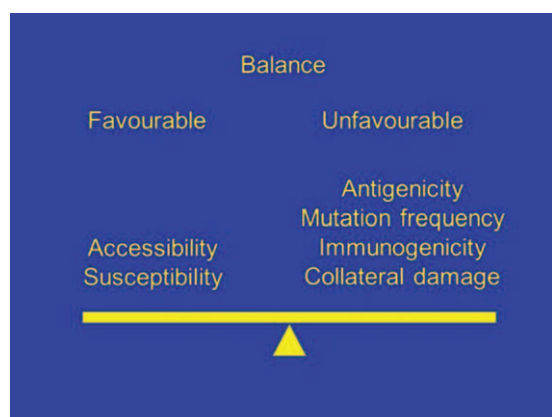 Balance
Favourable
Unfavourable
Antigenicity
Mutation frequency
Accessibility
Immunogenicity
Susceptibility
Collateral damage